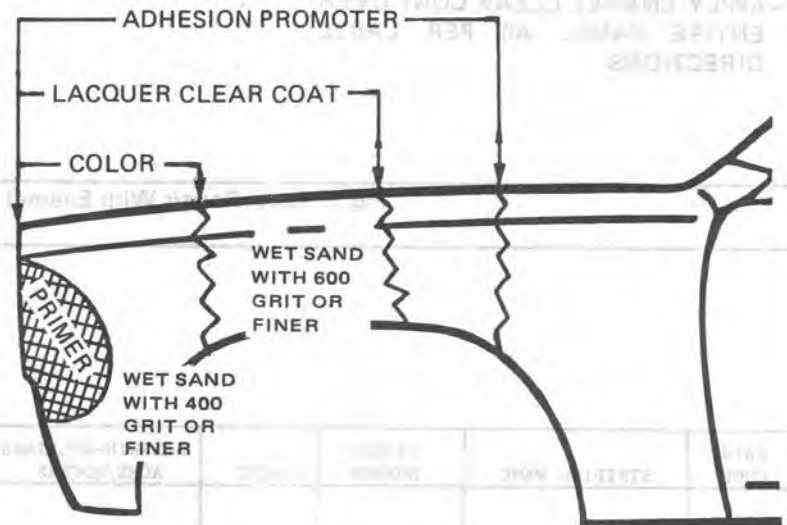 ADHESION PROMOTER
LACQUER CLEAR COAT
COLOR
WET SAND
WITH 600
GRIT OR
FINER
PRIMER
WET SAND
WITH 400
GRIT OR
FINER